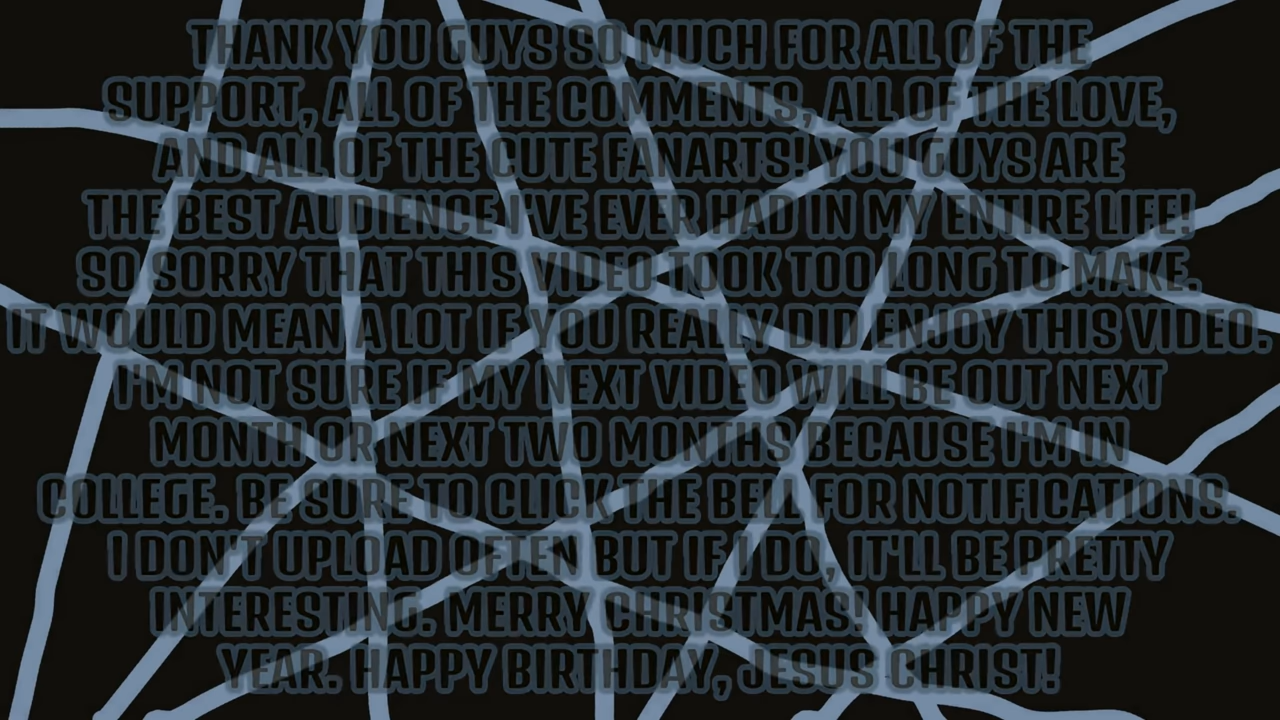 THANK YOU GUYS SO MUCH FOR ALL OF THE
SUPPORT, ALL OF THE COMMENTS, ALL OF THE LOVE,
AND ALL OF THE CUTE FANARTS! YOU GUYS ARE
THE BEST AUDIENCE I'VE EVER HAD IN MY ENTIRE LIFE!
SO SORRY THAT THIS VIDEO TOOK TOO LONG TO MAKE.
IT WOULD MEAN A LOT IF YOU REALLY DID ENJOY THIS VIDEO.
I'M NOT SURE IF MY NEXT VIDEO WILL BE OUT NEXT
MONTH OR NEXT TWO MONTHS BECAUSE I'M IN
COLLEGE. BE SURE TO CLICK THE BELL FOR NOTIFICATIONS.
I DON'T UPLOAD OFTEN BUT IF I DO, IT'LL BE PRETTY
INTERESTING. MERRY CHRISTMAS! HAPPY NEW
YEAR. HAPPY BIRTHDAY, JESUS CHRIST!